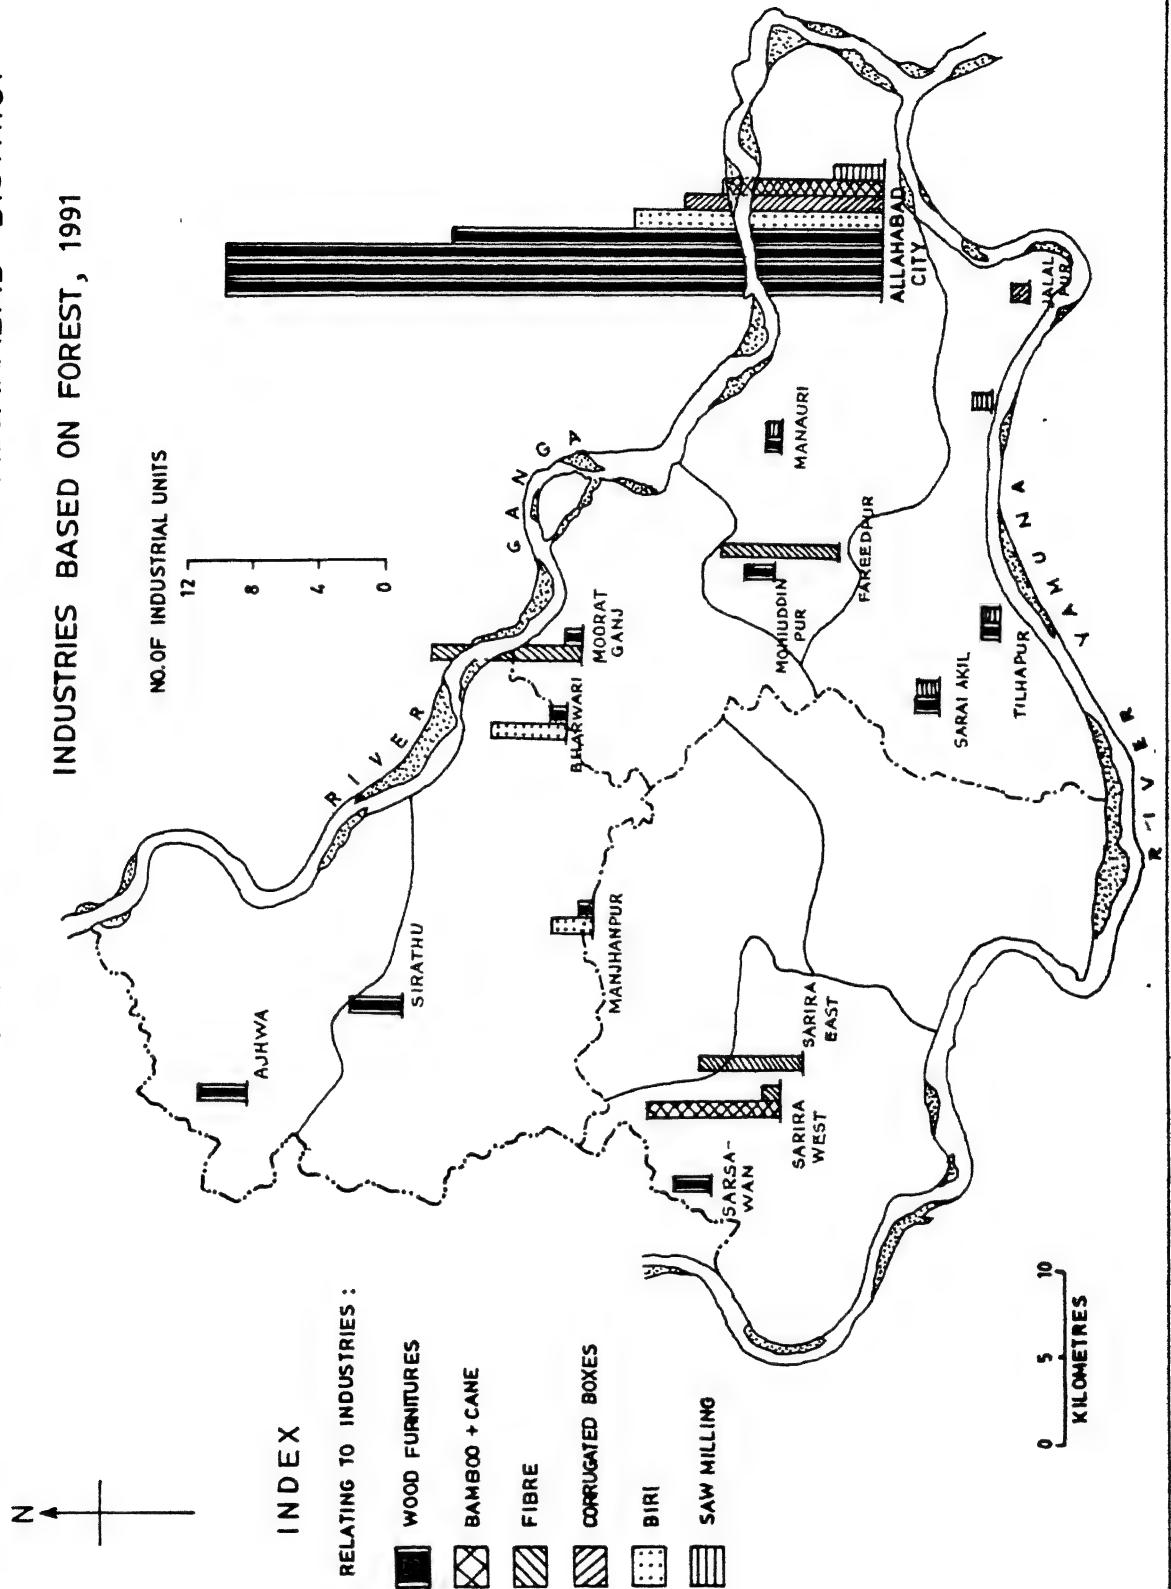 INDUSTRIES BASED ON FOREST, 1991
N
NO. OF INDUSTRIAL UNITS
12
8
4
0
RIVER GANGA
AJHWA
SIRATHU
BHARWARI
MOORAT
GANJ
MANJHANPUR
SARSA-
WAN
SARIRA
WEST
SARIRA
EAST
MOHIUDDIN
PUR
FAREEDPUR
MANAURI
ALLAHABAD
CITY
JALAL
PUR
SARAI AKIL
TILHAPUR
RIVER YAMUNA
INDEX
RELATING TO INDUSTRIES :
WOOD FURNITURES
BAMBOO + CANE
FIBRE
CORRUGATED BOXES
BIRI
SAW MILLING
0 5 10
KILOMETRES